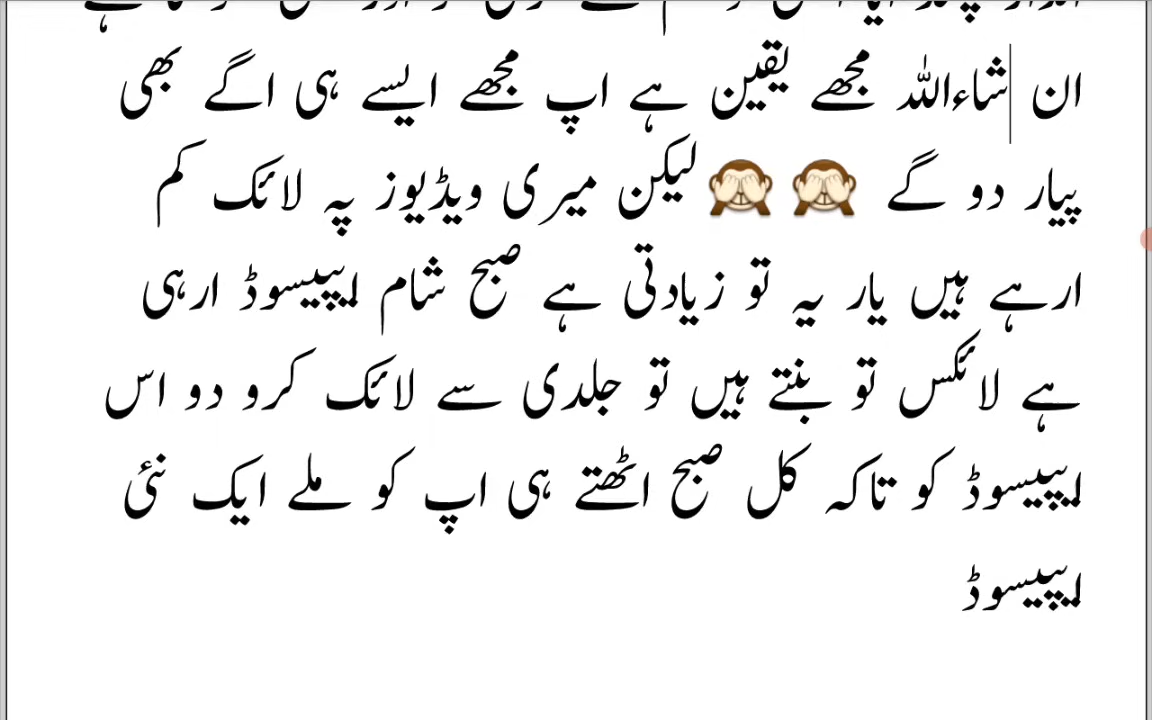 ان شاءاللہ مجھے یقین ہے اپ مجھے ایسے ہی اگے بھی
پیار دو گے 🙈🙈 لیکن میری ویڈیوز پہ لائک کم
ارہے ہیں یار یہ تو زیادتی ہے صبح شام ایپیسوڈ ارہی
ہے لائکس تو بنتے ہیں تو جلدی سے لائک کرو دو اس
ایپیسوڈ کو تاکہ کل صبح اٹھتے ہی اپ کو ملے ایک نئی
ایپیسوڈ